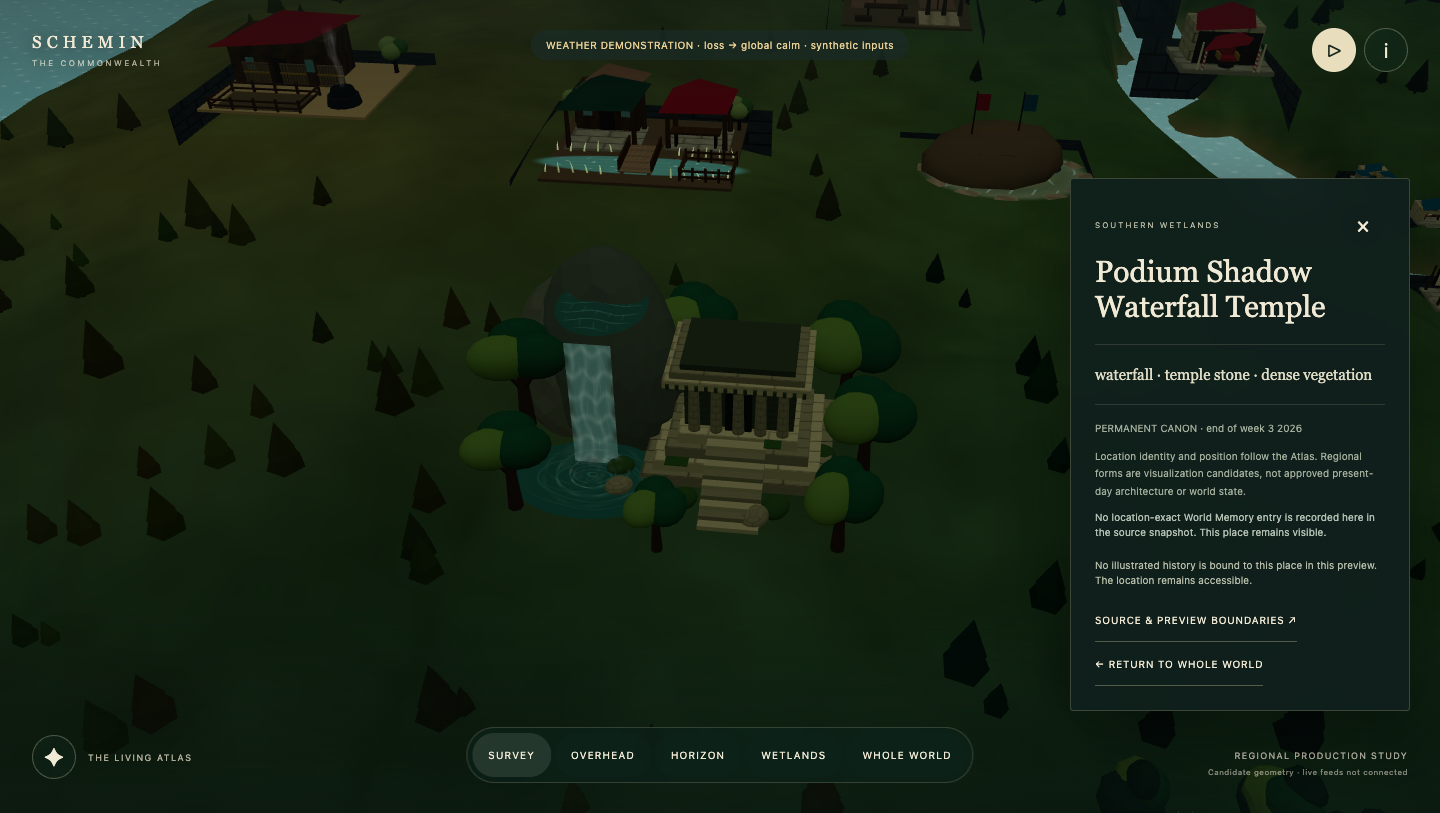 SCHEMIN
THE COMMONWEALTH
WEATHER DEMONSTRATION · loss → global calm · synthetic inputs
i
SOUTHERN WETLANDS
×
Podium Shadow
Waterfall Temple
waterfall · temple stone · dense vegetation
PERMANENT CANON · end of week 3 2026
Location identity and position follow the Atlas. Regional
forms are visualization candidates, not approved present-
day architecture or world state.
No location-exact World Memory entry is recorded here in
the source snapshot. This place remains visible.
No illustrated history is bound to this place in this preview.
The location remains accessible.
SOURCE & PREVIEW BOUNDARIES ↗
← RETURN TO WHOLE WORLD
THE LIVING ATLAS
SURVEY OVERHEAD HORIZON WETLANDS WHOLE WORLD
REGIONAL PRODUCTION STUDY
Candidate geometry · live feeds not connected